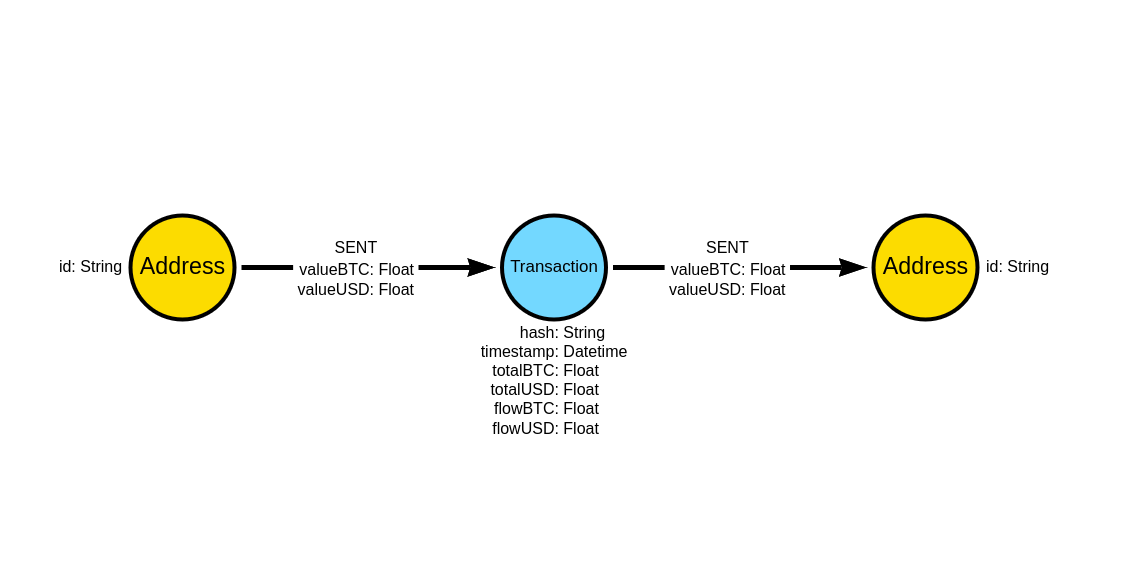 id: String
Address
SENT
valueBTC: Float
valueUSD: Float
Transaction
hash: String
timestamp: Datetime
totalBTC: Float
totalUSD: Float
flowBTC: Float
flowUSD: Float
SENT
valueBTC: Float
valueUSD: Float
Address
id: String